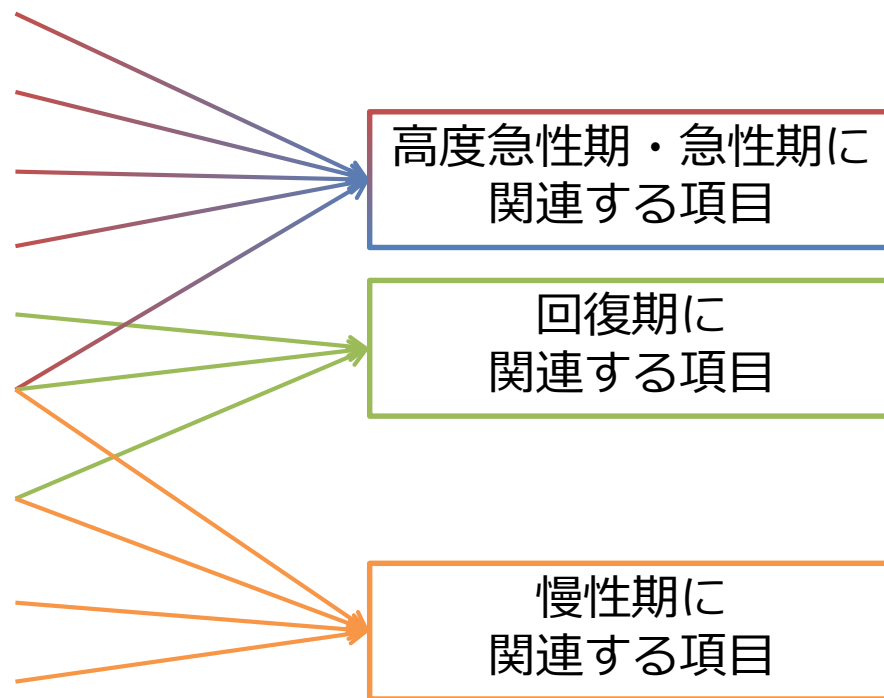 高度急性期・急性期に
関連する項目
回復期に
関連する項目
慢性期に
関連する項目